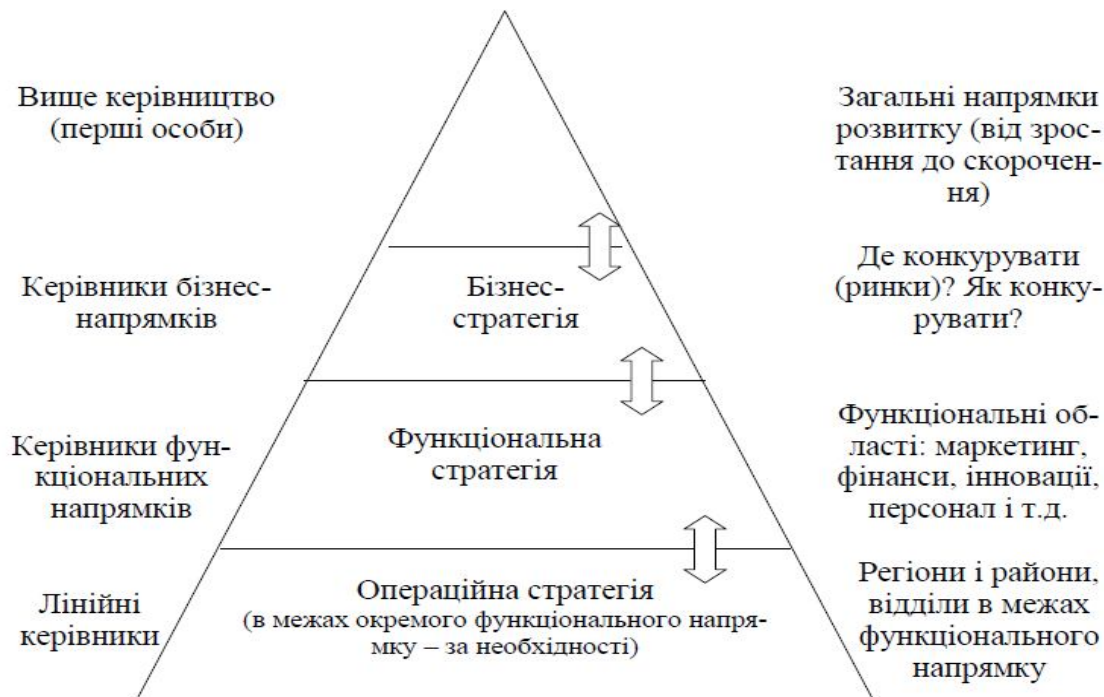 Вище керівництво
(перші особи)
Загальні напрямки
розвитку (від зрос-
тання до скорочен-
ня)
Керівники бізнес-
напрямків
Бізнес-
стратегія
Де конкурувати
(ринки)? Як конку-
рувати?
Керівники фун-
кціональних
напрямків
Функціональна
стратегія
Функціональні об-
ласті: маркетинг,
фінанси, інновації,
персонал і т.д.
Лінійні
керівники
Операційна стратегія
(в межах окремого функціонального напря-
мку – за необхідності)
Регіони і райони,
відділи в межах
функціонального
напрямку